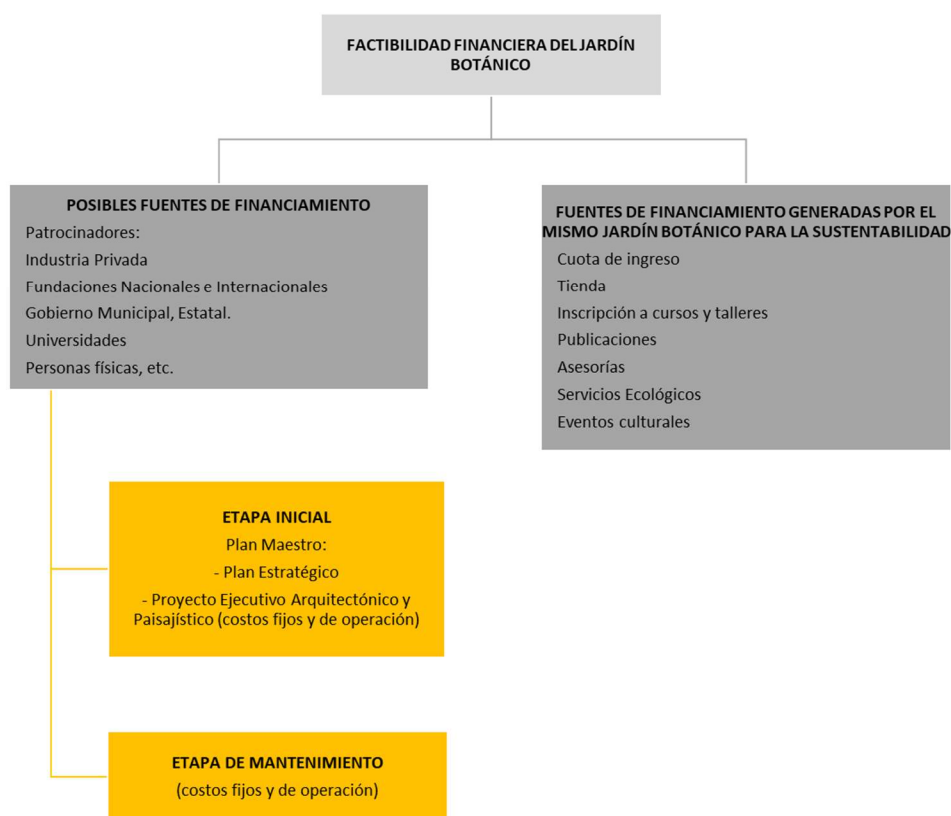 FACTIBILIDAD FINANCIERA DEL JARDÍN
BOTÁNICO
POSIBLES FUENTES DE FINANCIAMIENTO
Patrocinadores:
Industria Privada
Fundaciones Nacionales e Internacionales
Gobierno Municipal, Estatal.
Universidades
Personas físicas, etc.
FUENTES DE FINANCIAMIENTO GENERADAS POR EL
MISMO JARDÍN BOTÁNICO PARA LA SUSTENTABILIDAD
Cuota de ingreso
Tienda
Inscripción a cursos y talleres
Publicaciones
Asesorías
Servicios Ecológicos
Eventos culturales
ETAPA INICIAL
Plan Maestro:
- Plan Estratégico
- Proyecto Ejecutivo Arquitectónico y
Paisajístico (costos fijos y de operación)
ETAPA DE MANTENIMIENTO
(costos fijos y de operación)